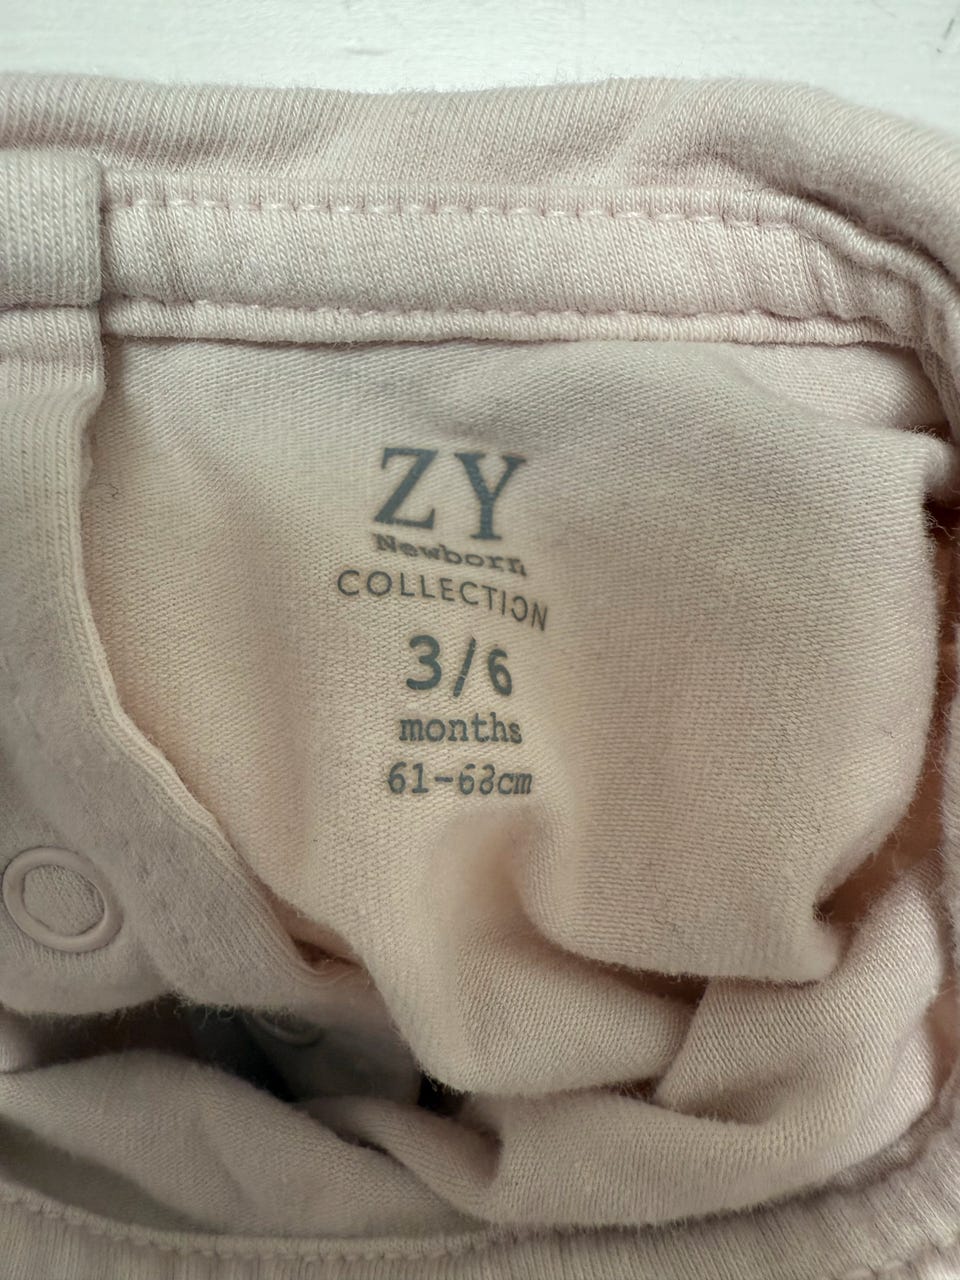 ZY
Newborn
COLLECTION
3/6
months
61-68cm